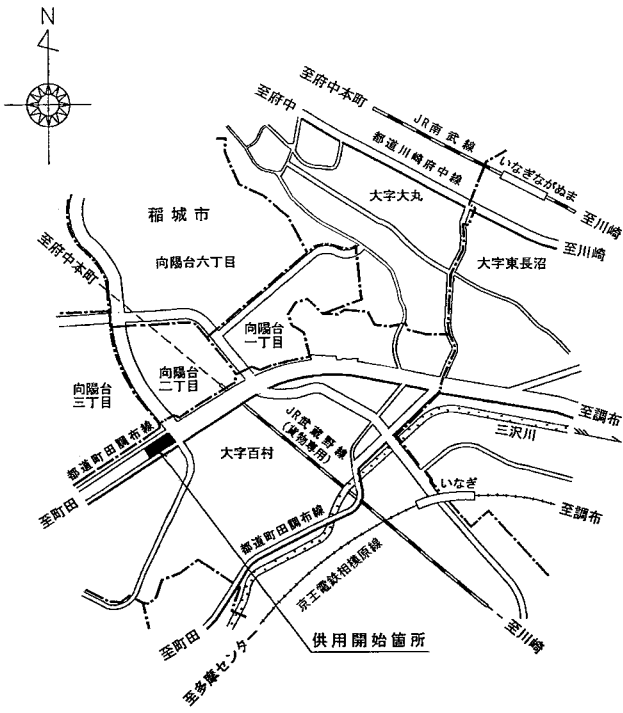 N
至府中本町
至府中
JR南武線
都道川崎府中線
いなぎながぬま
至川崎
至川崎
大字大丸
大字東長沼
稲城市
至府中本町
向陽台六丁目
向陽台
一丁目
向陽台
二丁目
向陽台
三丁目
至調布
三沢川
都道町田調布線
JR武蔵野線
(貨物専用)
大字百村
至町田
いなぎ
至調布
都道町田調布線
京王電鉄相模原線
至町田
供用開始箇所
至川崎
至多摩センター